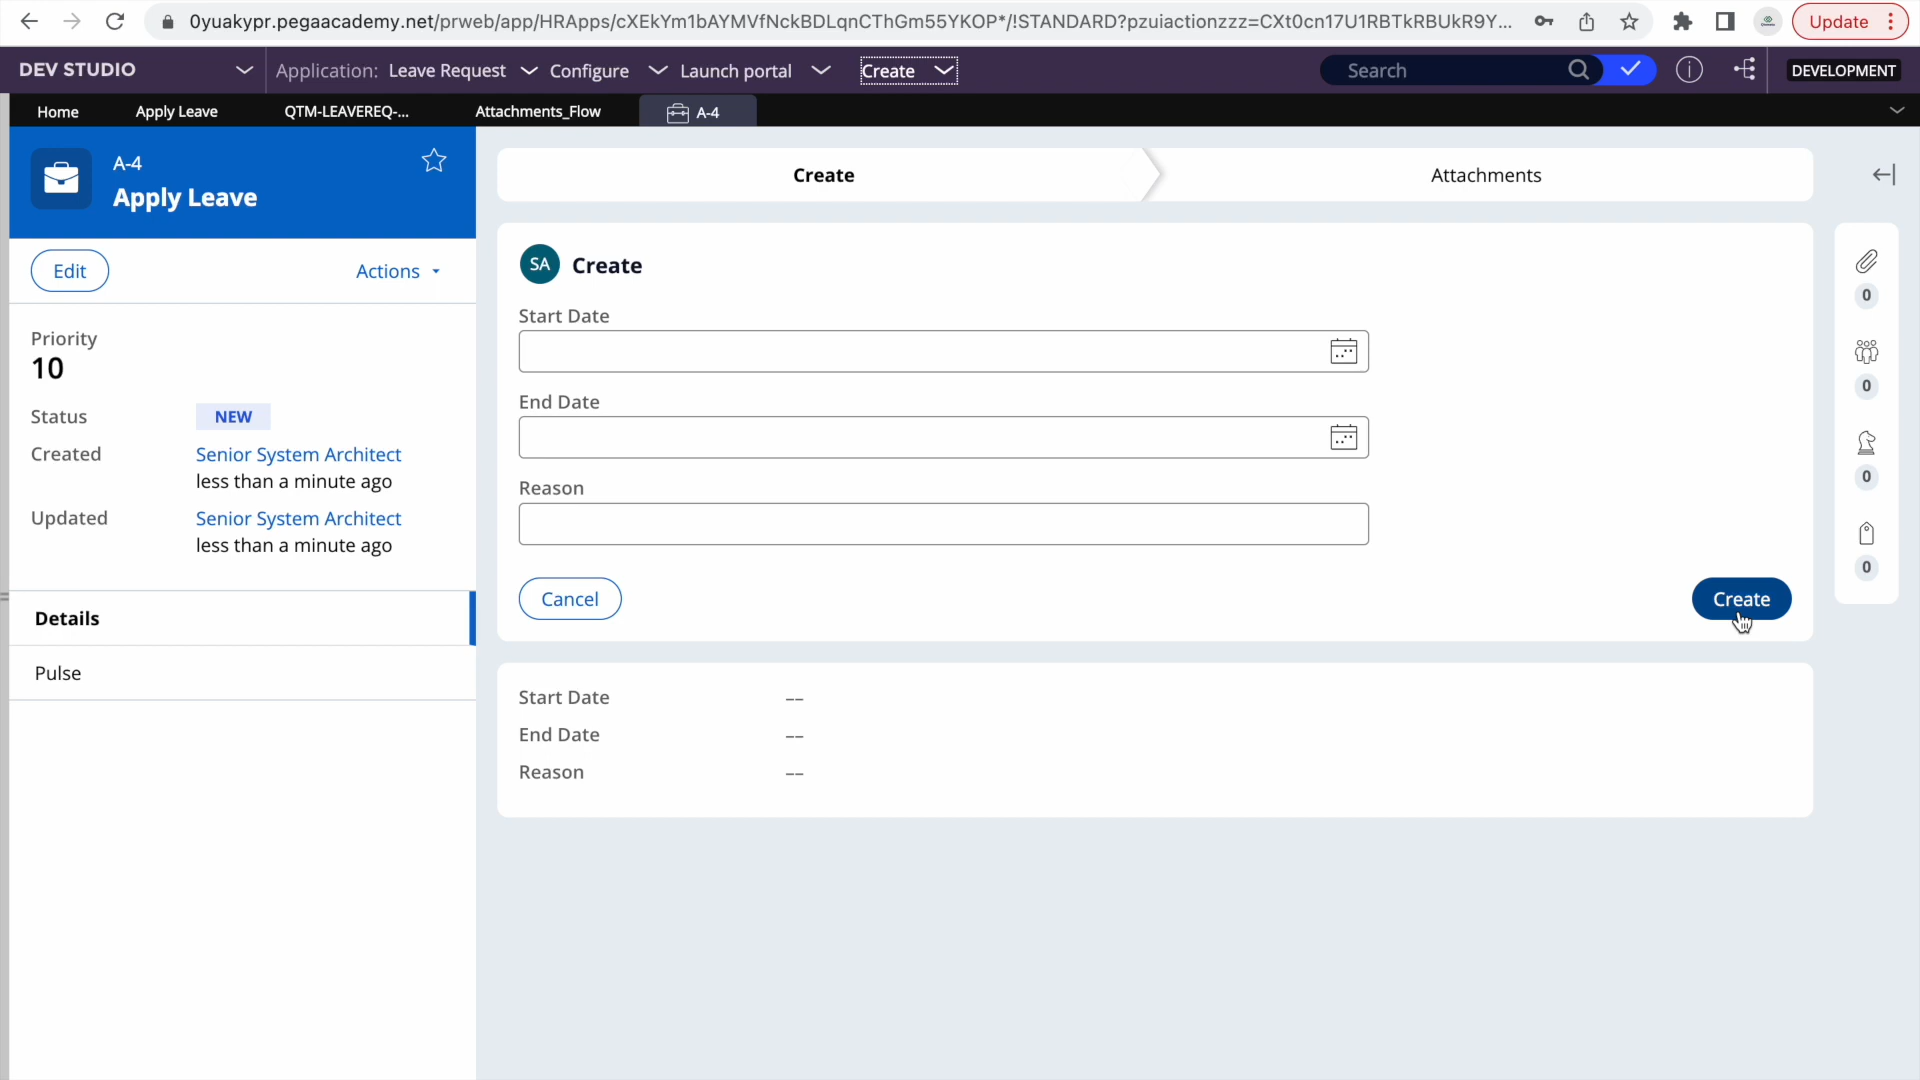 0yuakypr.pegaacademy.net/prweb/app/HRApps/cXEkYm1bAYMVfNckBDLqnCThGm55YKOP*/!STANDARD?pzuiactionzzz=CXt0cn17U1RBTkRBUkR9Y...
Update
DEV STUDIO
Application: Leave Request
Configure
Launch portal
Create
Search
DEVELOPMENT
Home
Apply Leave
QTM-LEAVEREQ-...
Attachments_Flow
A-4
A-4
Apply Leave
Edit
Actions
Priority
10
Status NEW
Created Senior System Architect
less than a minute ago
Updated Senior System Architect
less than a minute ago
Details
Pulse
Create
Attachments
SA Create
Start Date
End Date
Reason
Cancel
Create
Start Date --
End Date --
Reason --
0
0
0
0